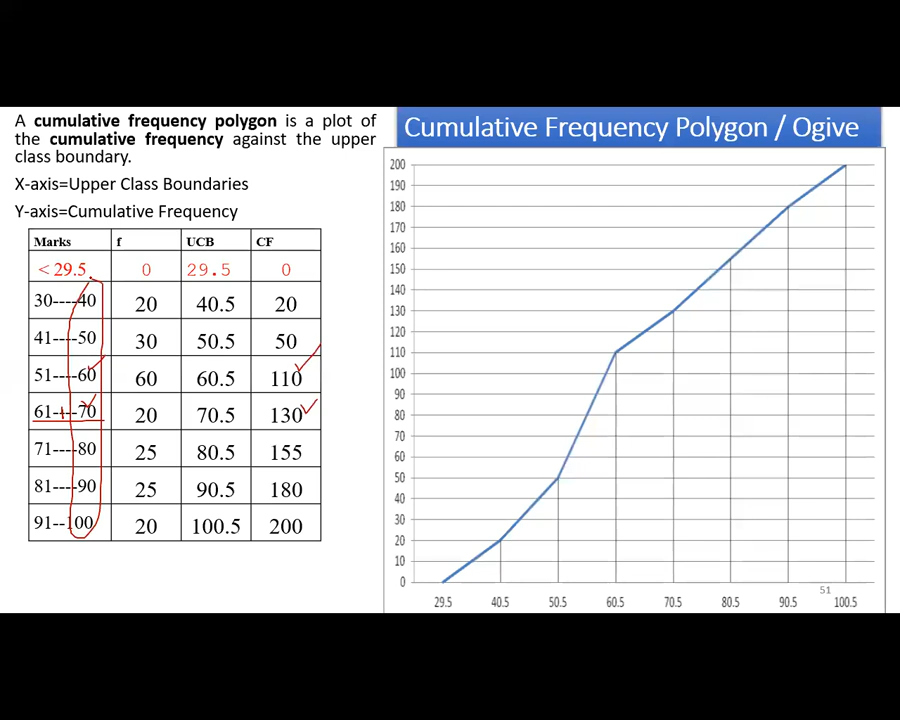 A cumulative frequency polygon is a plot of
the cumulative frequency against the upper
class boundary.
X-axis=Upper Class Boundaries
Y-axis=Cumulative Frequency
Marks f UCB CF
< 29.5 0 29.5 0
30----40 20 40.5 20
41----50 30 50.5 50
51----60 60 60.5 110
61----70 20 70.5 130
71----80 25 80.5 155
81----90 25 90.5 180
91--100 20 100.5 200
Cumulative Frequency Polygon / Ogive
200
190
180
170
160
150
140
130
120
110
100
90
80
70
60
50
40
30
20
10
0
51
29.5 40.5 50.5 60.5 70.5 80.5 90.5 100.5